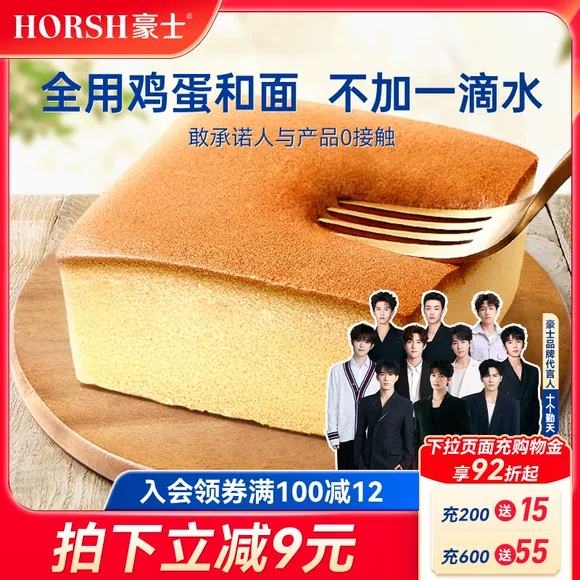 HORSH豪士®
全用鸡蛋和面 不加一滴水
敢承诺人与产品0接触
豪士品牌代言人 十个勤天
下拉页面充购物金
享92折起
充200送15
充600送55
入会领券满100减12
拍下立减9元